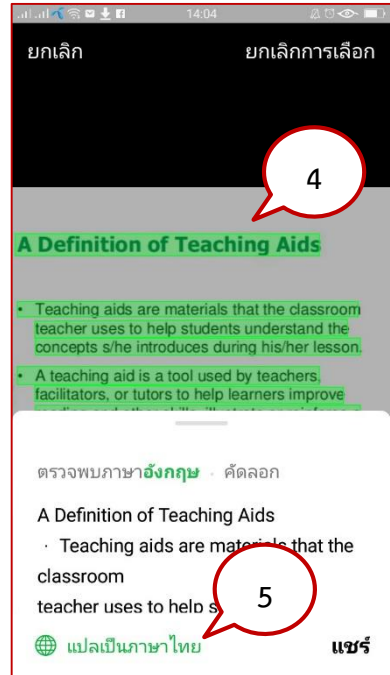 14:04
ยกเลิก ยกเลิกการเลือก
4
A Definition of Teaching Aids
• Teaching aids are materials that the classroom
teacher uses to help students understand the
concepts s/he introduces during his/her lesson.
• A teaching aid is a tool used by teachers,
facilitators, or tutors to help learners improve
ตรวจพบภาษาอังกฤษ · คัดลอก
A Definition of Teaching Aids
· Teaching aids are materials that the
classroom
teacher uses to help s
5
แปลเป็นภาษาไทย แชร์